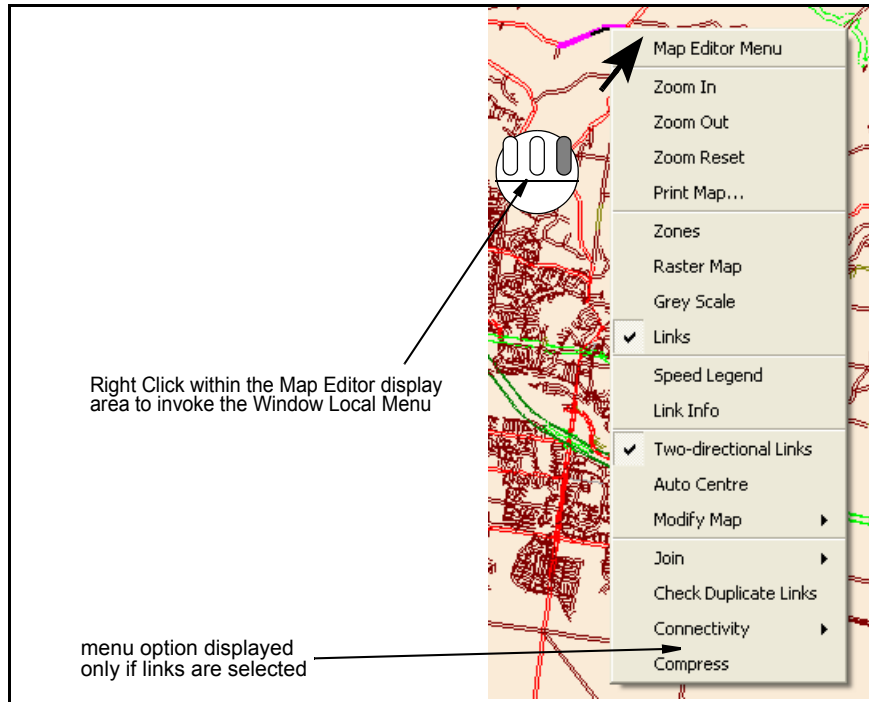 Map Editor Menu
Zoom In
Zoom Out
Zoom Reset
Print Map...
Zones
Raster Map
Grey Scale
Links
Right Click within the Map Editor display
area to invoke the Window Local Menu
Speed Legend
Link Info
Two-directional Links
Auto Centre
Modify Map
Join
Check Duplicate Links
Connectivity
menu option displayed
only if links are selected
Compress